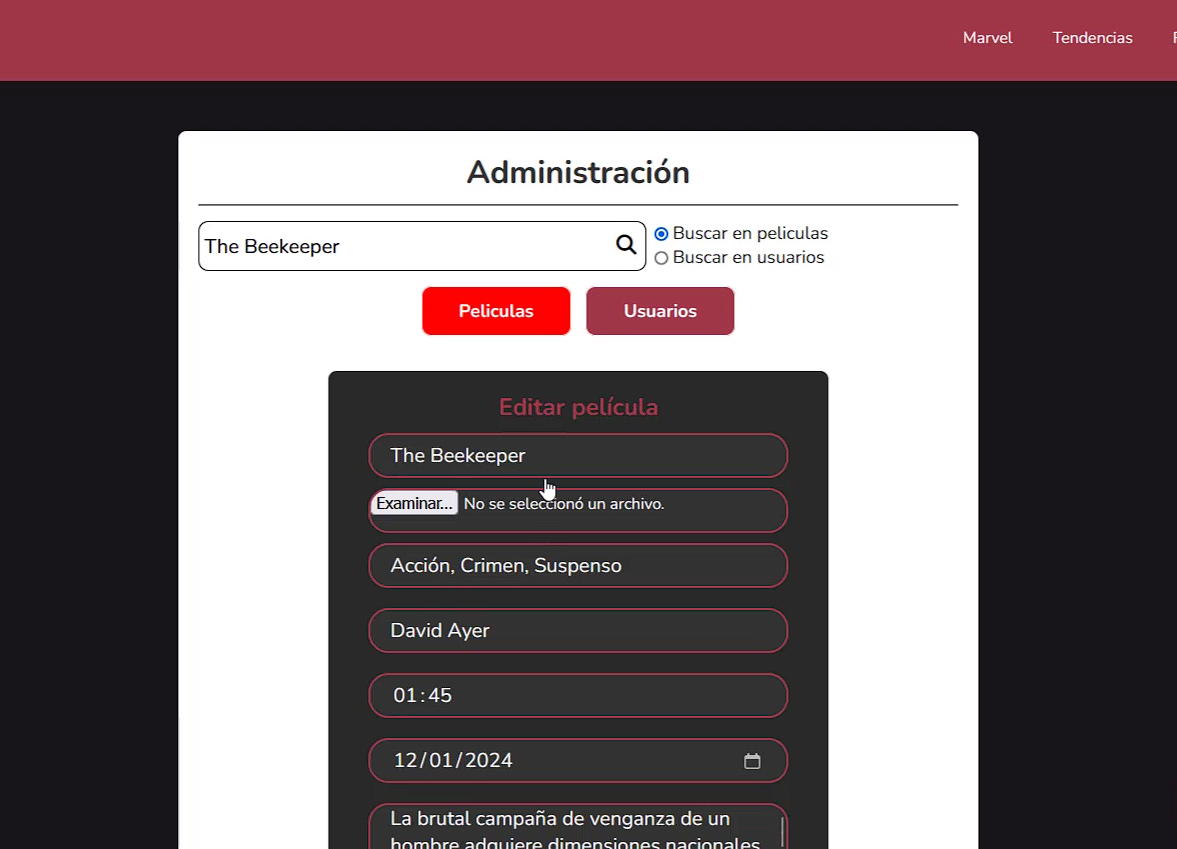 Marvel Tendencias
Administración
The Beekeeper
Buscar en peliculas
Buscar en usuarios
Peliculas Usuarios
Editar película
The Beekeeper
Examinar... No se seleccionó un archivo.
Acción, Crimen, Suspenso
David Ayer
01:45
12/01/2024
La brutal campaña de venganza de un
hombre adquiere dimensiones nacionales